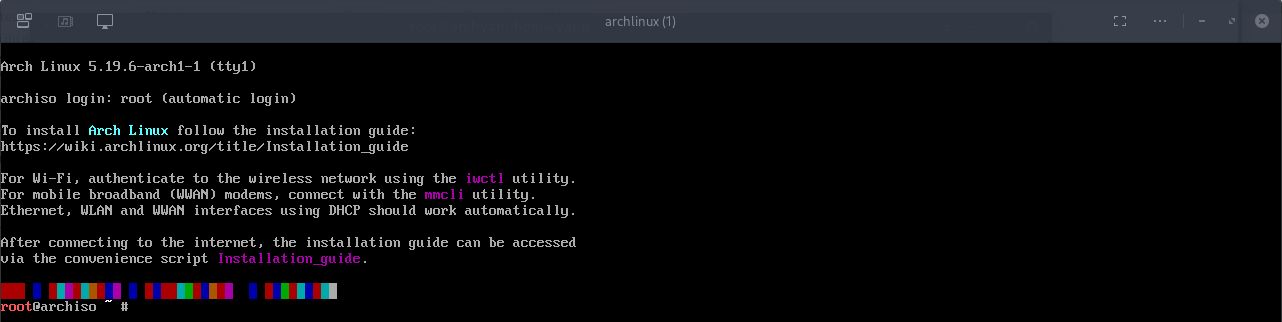 archlinux (1)
Arch Linux 5.19.6-arch1-1 (tty1)
archiso login: root (automatic login)
To install Arch Linux follow the installation guide:
https://wiki.archlinux.org/title/Installation_guide
For Wi-Fi, authenticate to the wireless network using the iwctl utility.
For mobile broadband (WWAN) modems, connect with the mmcli utility.
Ethernet, WLAN and WWAN interfaces using DHCP should work automatically.
After connecting to the internet, the installation guide can be accessed
via the convenience script Installation_guide.
root@archiso ~ #